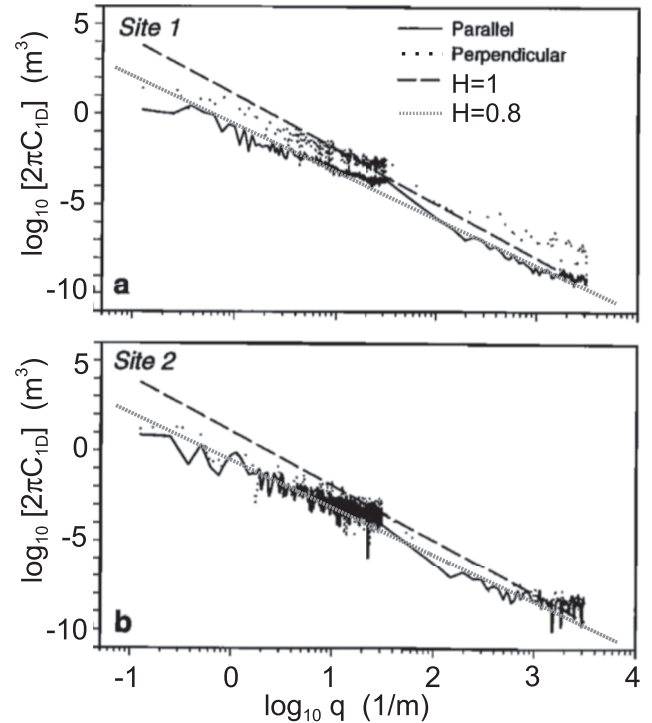 Site 1
Parallel
Perpendicular
H=1
H=0.8
5
0
-5
-10
log₁₀ [2πC₁D] (m³)
a
Site 2
5
0
-5
-10
log₁₀ [2πC₁D] (m³)
b
-1 0 1 2 3 4
log₁₀ q (1/m)